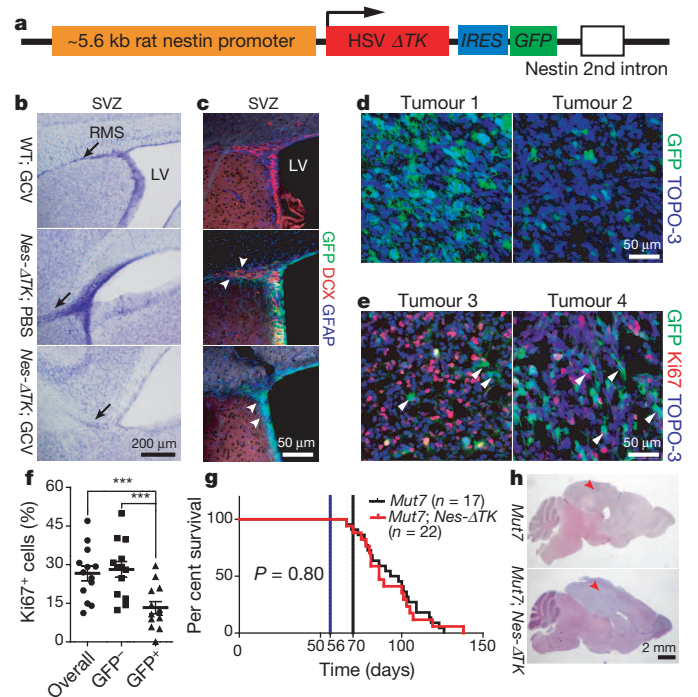 a
~5.6 kb rat nestin promoter
HSV ΔTK
IRES
GFP
Nestin 2nd intron
b
SVZ
WT; GCV
RMS
LV
Nes-ΔTK; PBS
Nes-ΔTK; GCV
200 μm
c
SVZ
LV
GFP DCX GFAP
50 μm
d
Tumour 1
Tumour 2
GFP TOPO-3
50 μm
e
Tumour 3
Tumour 4
GFP Ki67 TOPO-3
50 μm
f
***
***
Ki67+ cells (%)
60
45
30
15
0
Overall
GFP−
GFP+
g
Mut7 (n = 17)
Mut7; Nes-ΔTK
(n = 22)
Per cent survival
100
50
0
P = 0.80
0
50
56
70
100
150
Time (days)
h
Mut7
Mut7; Nes-ΔTK
2 mm